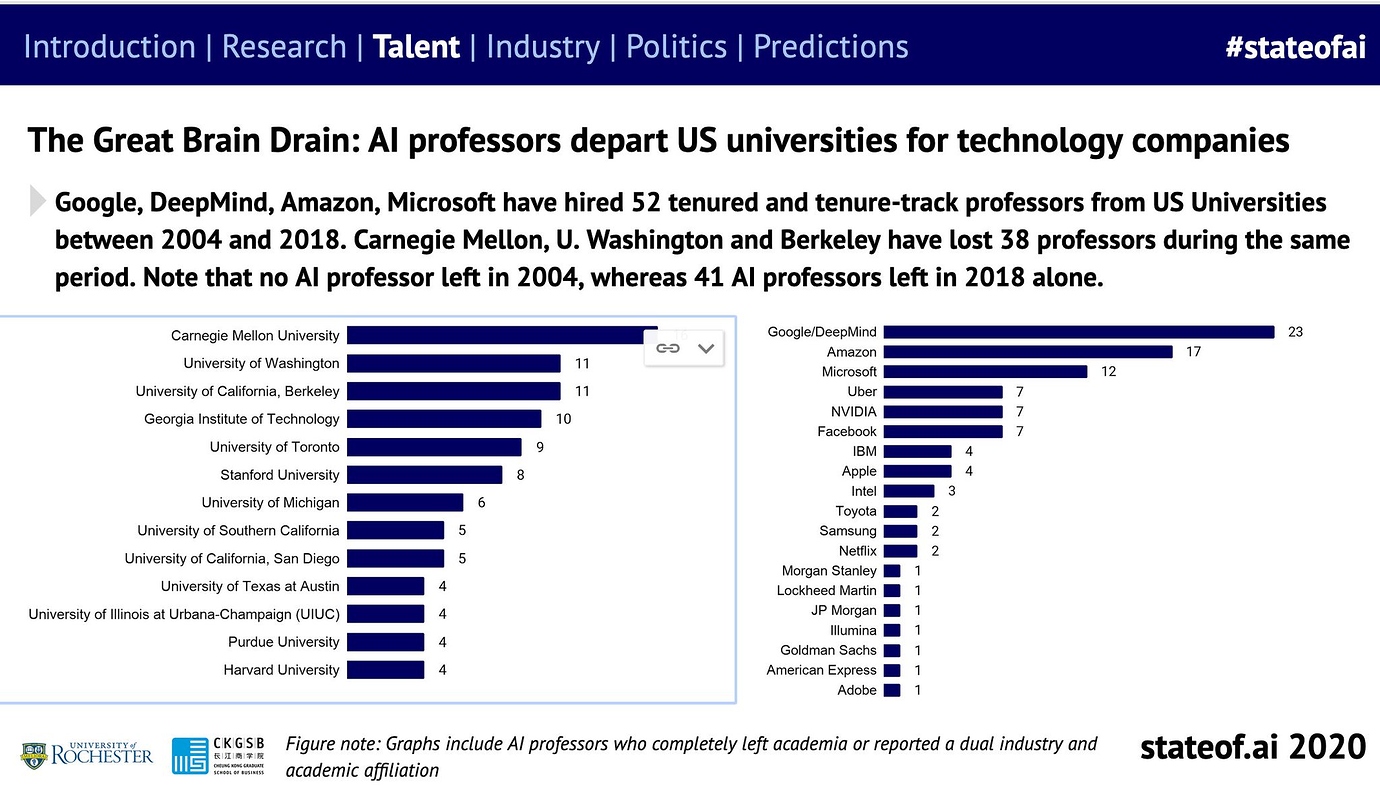 Introduction | Research | Talent | Industry | Politics | Predictions
#stateofai
The Great Brain Drain: AI professors depart US universities for technology companies
Google, DeepMind, Amazon, Microsoft have hired 52 tenured and tenure-track professors from US Universities
between 2004 and 2018. Carnegie Mellon, U. Washington and Berkeley have lost 38 professors during the same
period. Note that no AI professor left in 2004, whereas 41 AI professors left in 2018 alone.
Carnegie Mellon University
University of Washington 11
University of California, Berkeley 11
Georgia Institute of Technology 10
University of Toronto 9
Stanford University 8
University of Michigan 6
University of Southern California 5
University of California, San Diego 5
University of Texas at Austin 4
University of Illinois at Urbana-Champaign (UIUC) 4
Purdue University 4
Harvard University 4
Google/DeepMind 23
Amazon 17
Microsoft 12
Uber 7
NVIDIA 7
Facebook 7
IBM 4
Apple 4
Intel 3
Toyota 2
Samsung 2
Netflix 2
Morgan Stanley 1
Lockheed Martin 1
JP Morgan 1
Illumina 1
Goldman Sachs 1
American Express 1
Adobe 1
UNIVERSITY of
ROCHESTER
CKGSB
长江商学院
CHEUNG KONG GRADUATE
SCHOOL OF BUSINESS
Figure note: Graphs include AI professors who completely left academia or reported a dual industry and
academic affiliation
stateof.ai 2020